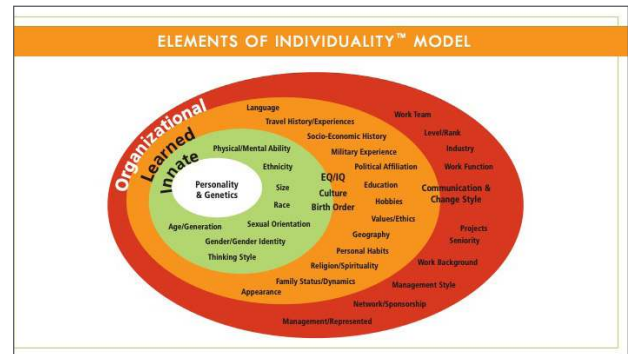 ELEMENTS OF INDIVIDUALITY™ MODEL
Organizational
Learned
Innate
Personality
& Genetics
Physical/Mental Ability
Ethnicity
Size
Race
Sexual Orientation
Age/Generation
Gender/Gender Identity
Thinking Style
EQ/IQ
Culture
Birth Order
Language
Travel History/Experiences
Socio-Economic History
Military Experience
Political Affiliation
Education
Hobbies
Values/Ethics
Geography
Personal Habits
Religion/Spirituality
Family Status/Dynamics
Appearance
Work Team
Level/Rank
Industry
Work Function
Communication &
Change Style
Projects
Seniority
Work Background
Management Style
Network/Sponsorship
Management/Represented